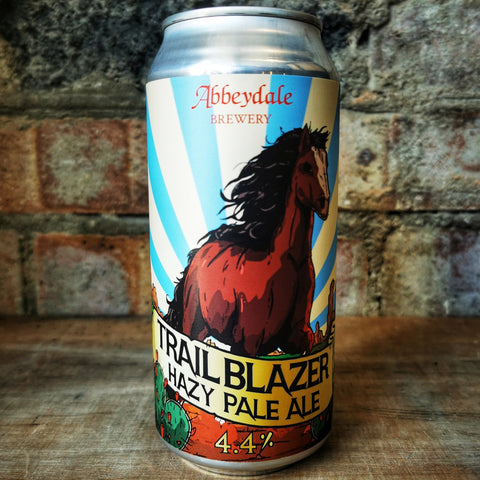 Abbeydale
BREWERY
TRAIL BLAZER
HAZY PALE ALE
4.4%